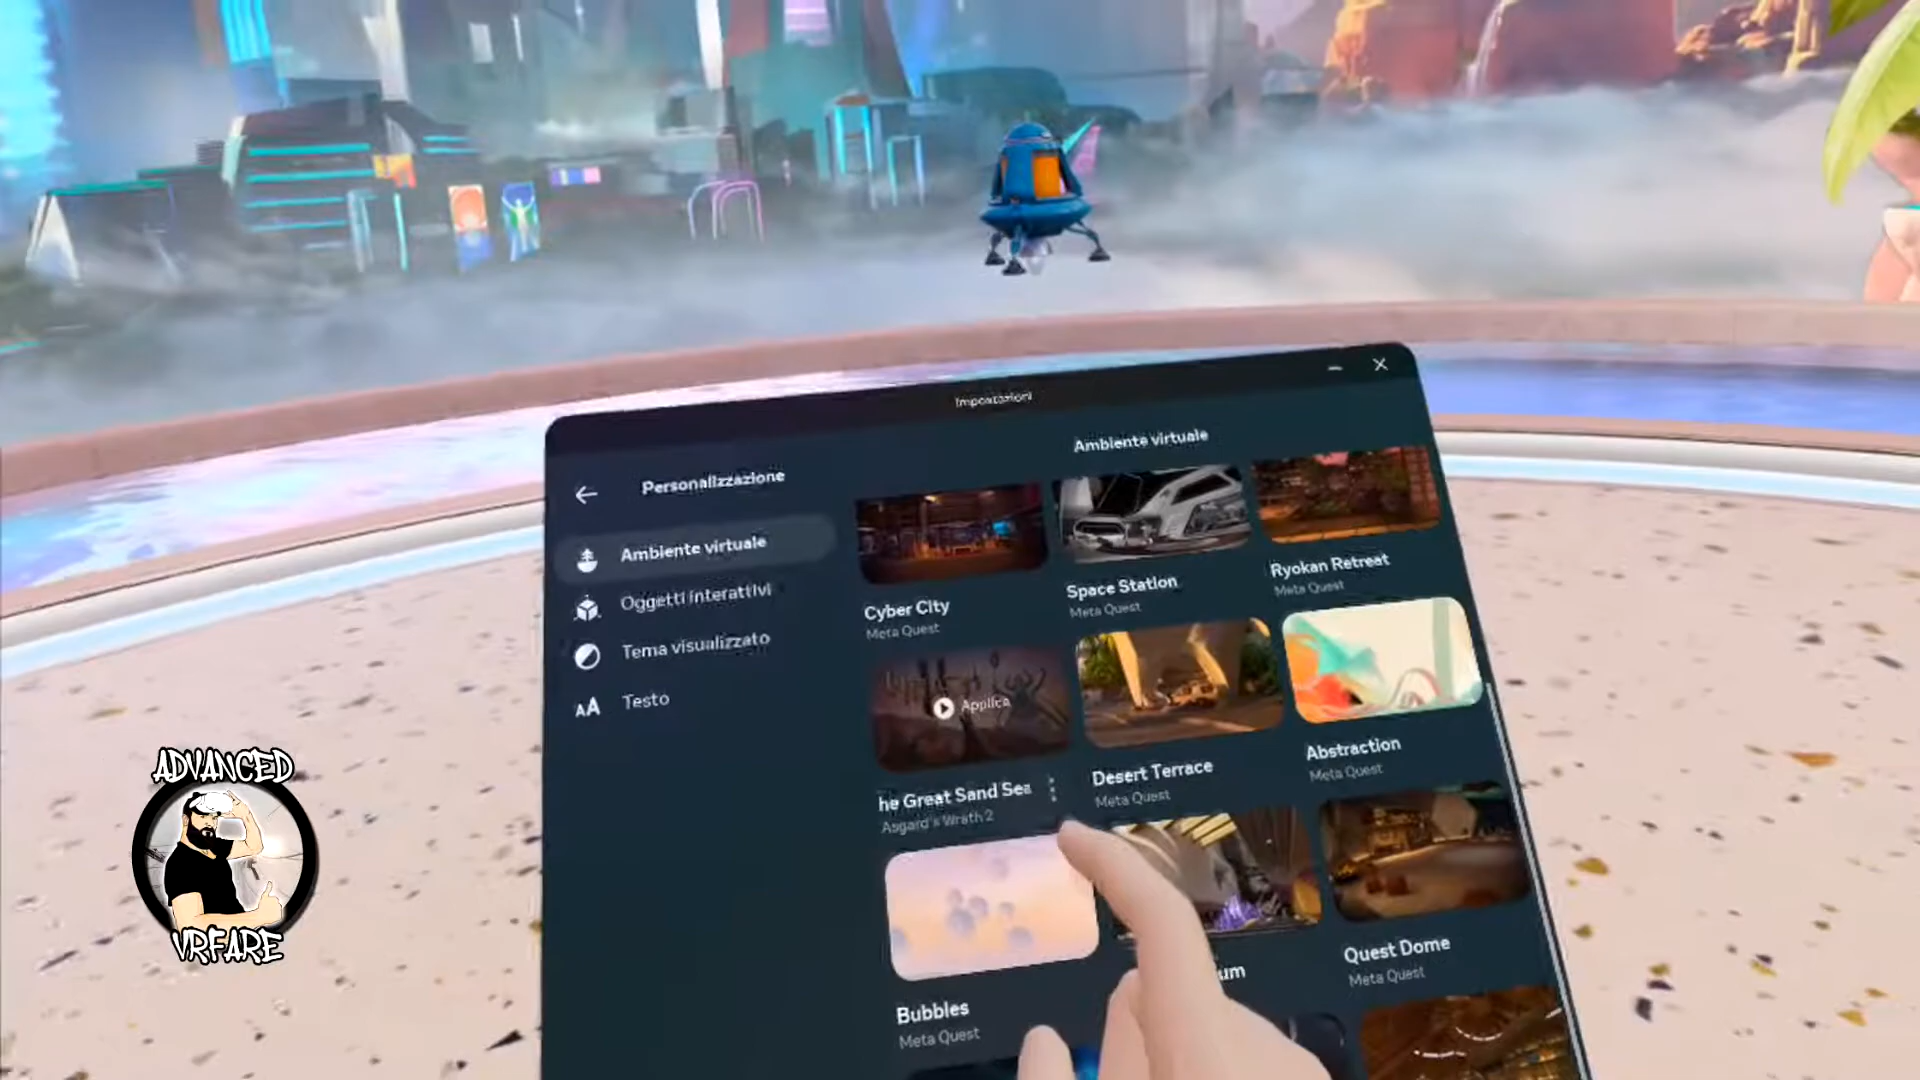 Impostazioni
Personalizzazione
Ambiente virtuale
Oggetti interattivi
Tema visualizzato
AA Testo
Ambiente virtuale
Cyber City
Meta Quest
Space Station
Meta Quest
Ryokan Retreat
Meta Quest
Applica
he Great Sand Sea
Asgard's Wrath 2
Desert Terrace
Meta Quest
Abstraction
Meta Quest
Bubbles
Meta Quest
um
Quest Dome
Meta Quest
ADVANCED
VRFARE